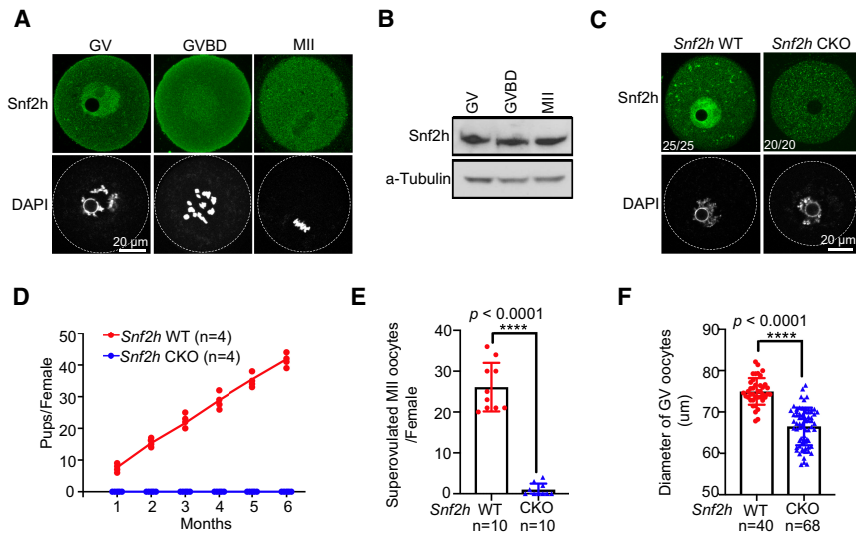 A
GV GVBD MII
Snf2h
DAPI
20 µm
B
GV GVBD MII
Snf2h
a-Tubulin
C
Snf2h WT Snf2h CKO
Snf2h
25/25 20/20
DAPI
20 µm
D
Snf2h WT (n=4)
Snf2h CKO (n=4)
Pups/Female
50
40
30
20
10
0
1 2 3 4 5 6
Months
E
p < 0.0001
****
Superovulated MII oocytes
/Female
60
40
20
0
Snf2h WT CKO
n=10 n=10
F
p < 0.0001
****
Diameter of GV oocytes
(um)
90
80
70
60
50
Snf2h WT CKO
n=40 n=68